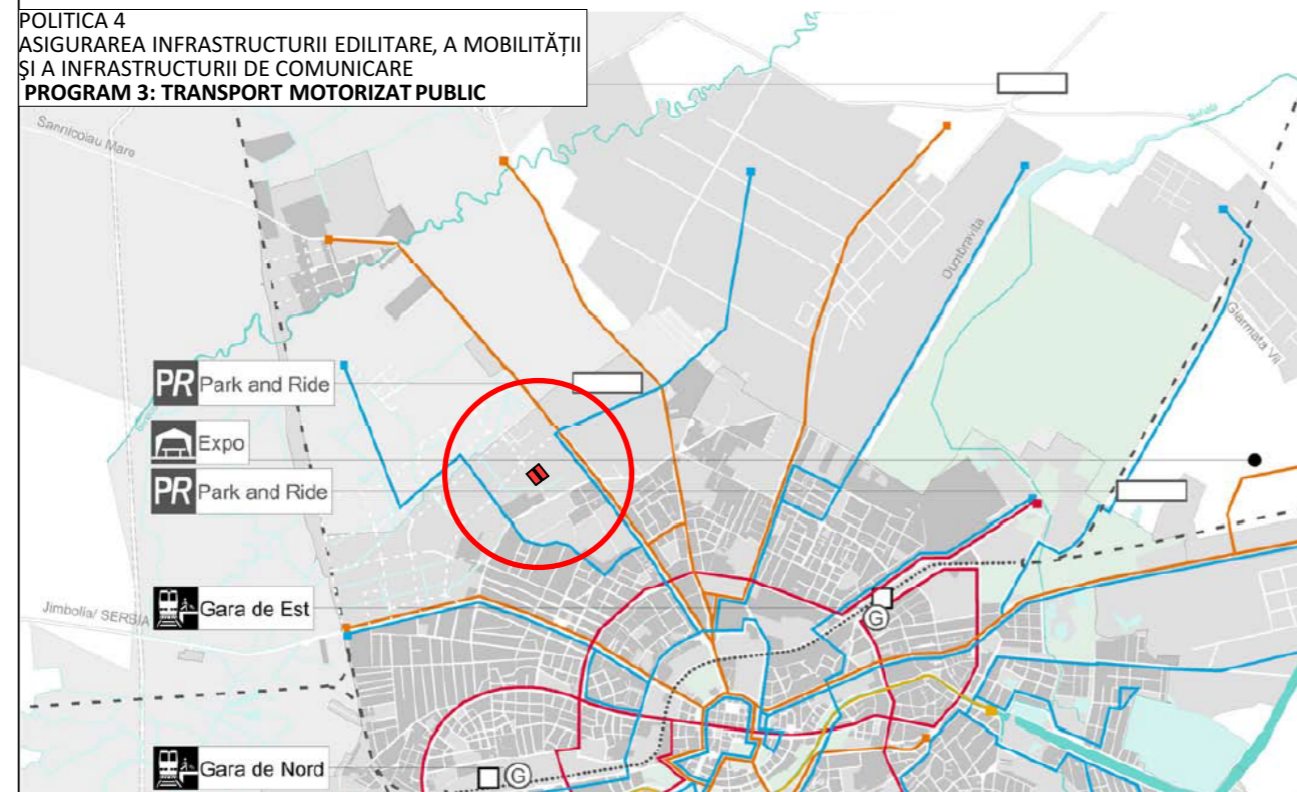 POLITICA 4
ASIGURAREA INFRASTRUCTURII EDILITARE, A MOBILITĂȚII
ȘI A INFRASTRUCTURII DE COMUNICARE
PROGRAM 3: TRANSPORT MOTORIZAT PUBLIC
Sannicolau Mare
Dumbravita
Giarmata Vii
PR Park and Ride
Expo
PR Park and Ride
Jimbolia/ SERBIA
Gara de Est
G
Gara de Nord
G